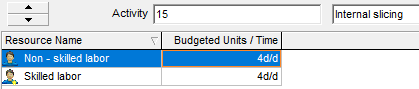 Activity 15 Internal slicing
Resource Name Budgeted Units / Time
Non - skilled labor 4d/d
Skilled labor 4d/d